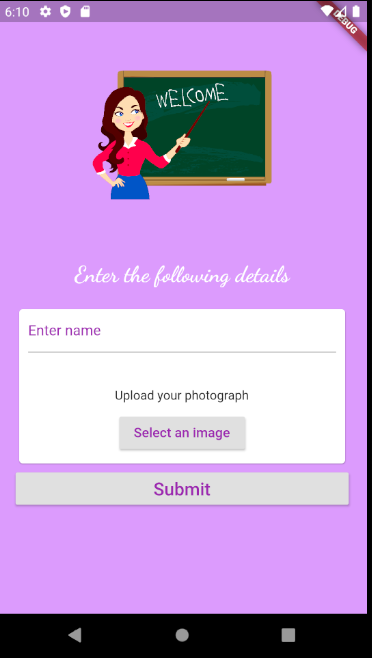 6:10
DEBUG
WELCOME
Enter the following details
Enter name
Upload your photograph
Select an image
Submit